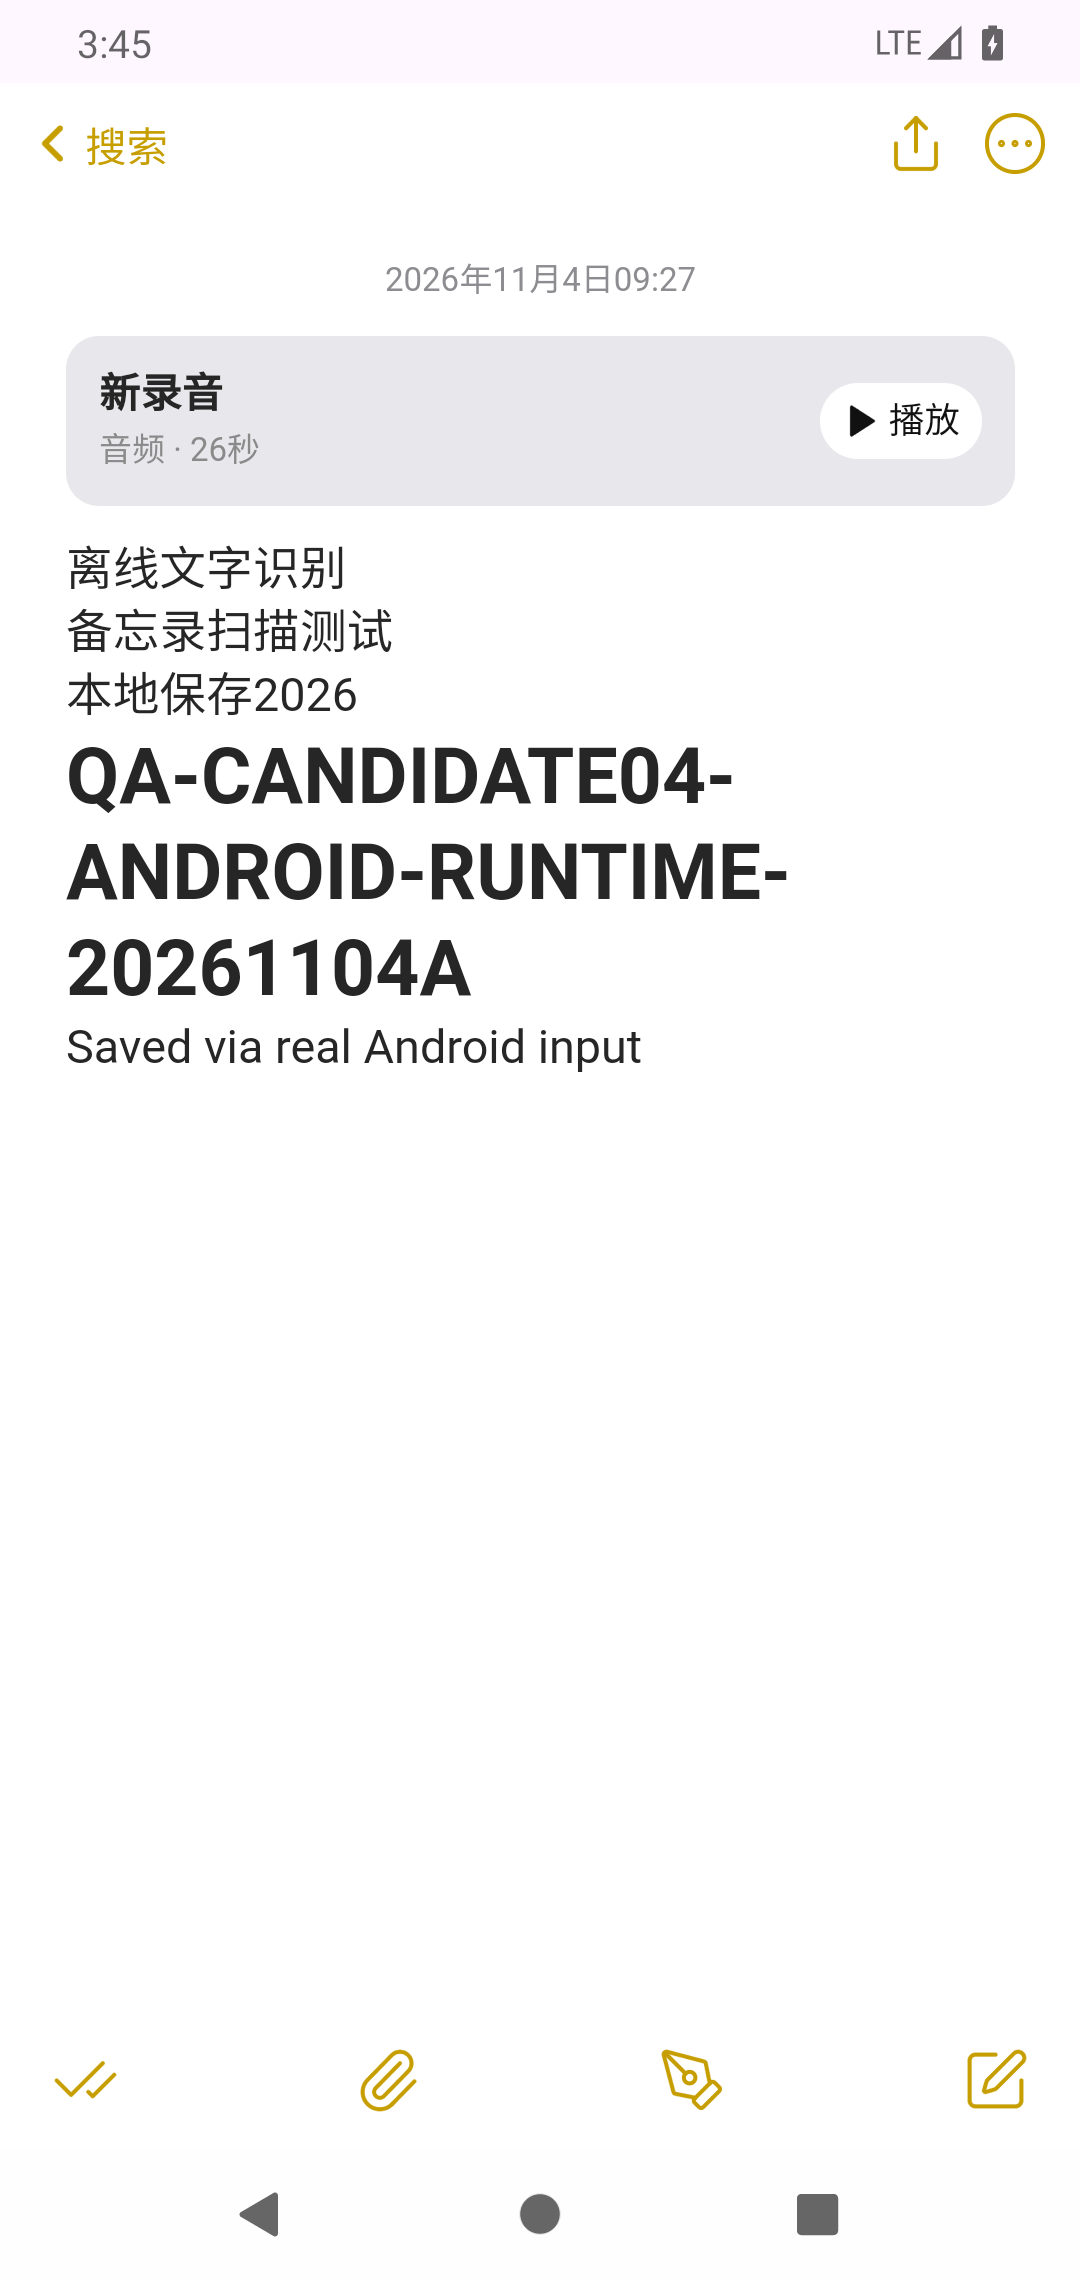 3:45 LTE
搜索
2026年11月4日09:27
新录音
音频 · 26秒
播放
离线文字识别
备忘录扫描测试
本地保存2026
QA-CANDIDATE04-
ANDROID-RUNTIME-
20261104A
Saved via real Android input